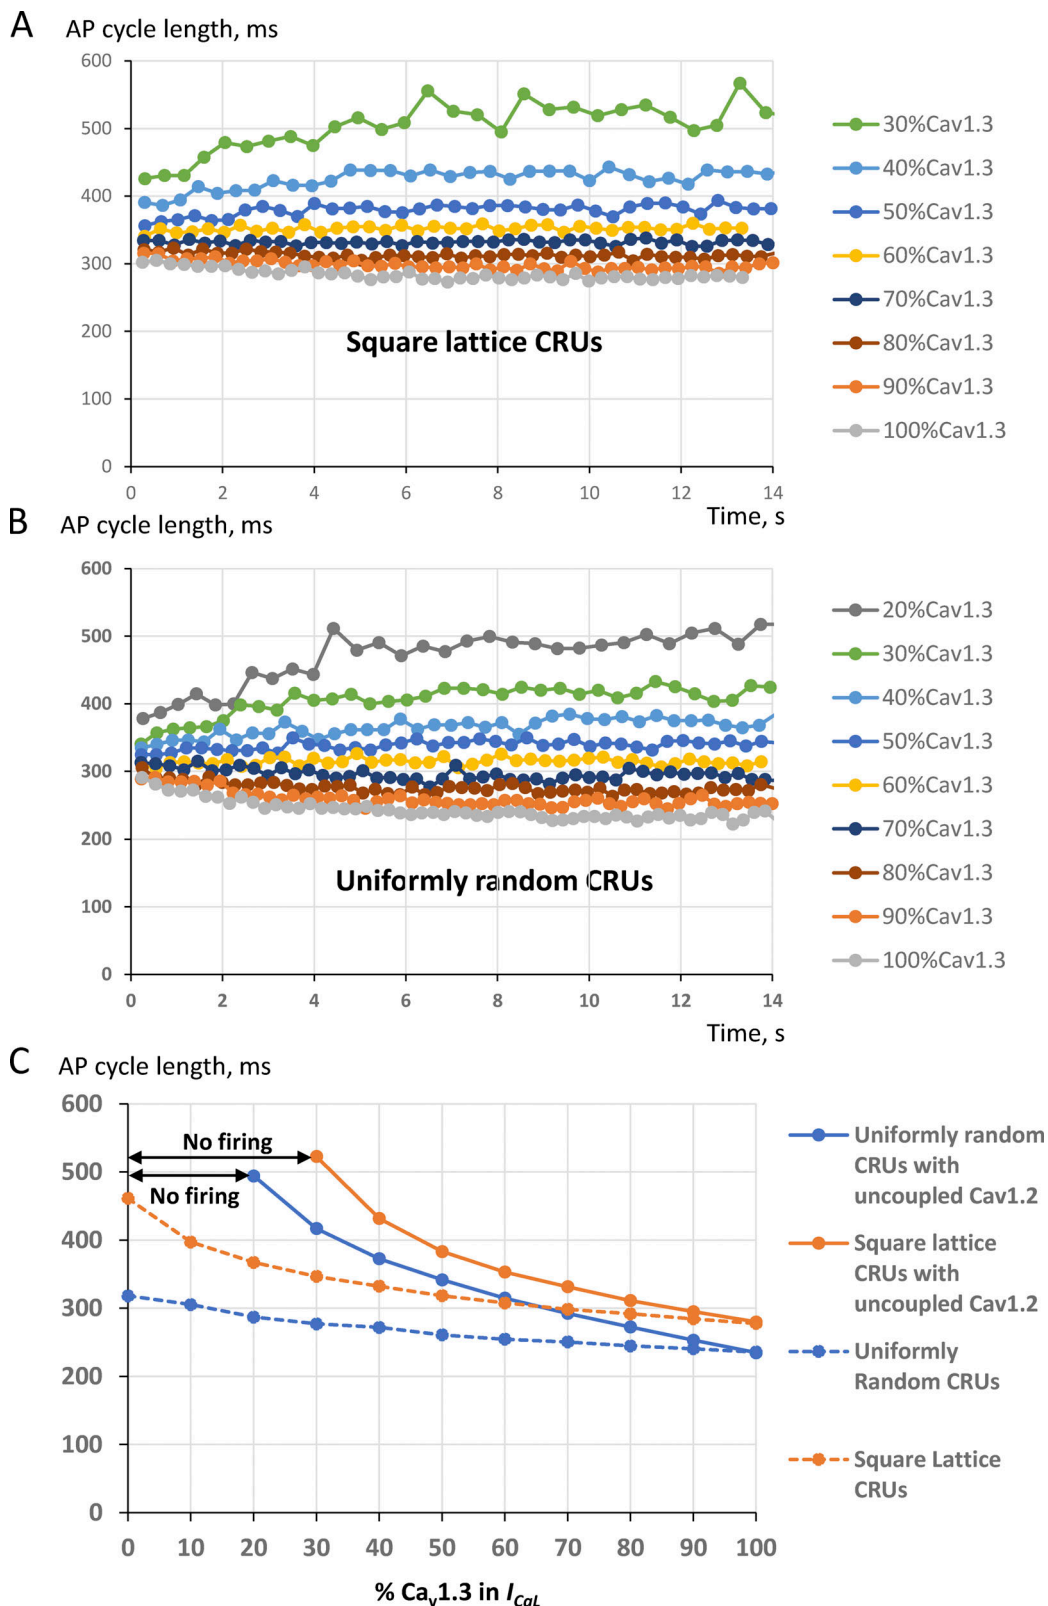 A AP cycle length, ms
600
500
400
300
200
100
0
0 2 4 6 8 10 12 14
Time, s
Square lattice CRUs
30%Cav1.3
40%Cav1.3
50%Cav1.3
60%Cav1.3
70%Cav1.3
80%Cav1.3
90%Cav1.3
100%Cav1.3
B AP cycle length, ms
600
500
400
300
200
100
0
0 2 4 6 8 10 12 14
Time, s
Uniformly random CRUs
20%Cav1.3
30%Cav1.3
40%Cav1.3
50%Cav1.3
60%Cav1.3
70%Cav1.3
80%Cav1.3
90%Cav1.3
100%Cav1.3
C AP cycle length, ms
600
500
400
300
200
100
0
No firing
No firing
0 10 20 30 40 50 60 70 80 90 100
% Cav1.3 in ICaL
Uniformly random
CRUs with
uncoupled Cav1.2
Square lattice
CRUs with
uncoupled Cav1.2
Uniformly
Random CRUs
Square Lattice
CRUs